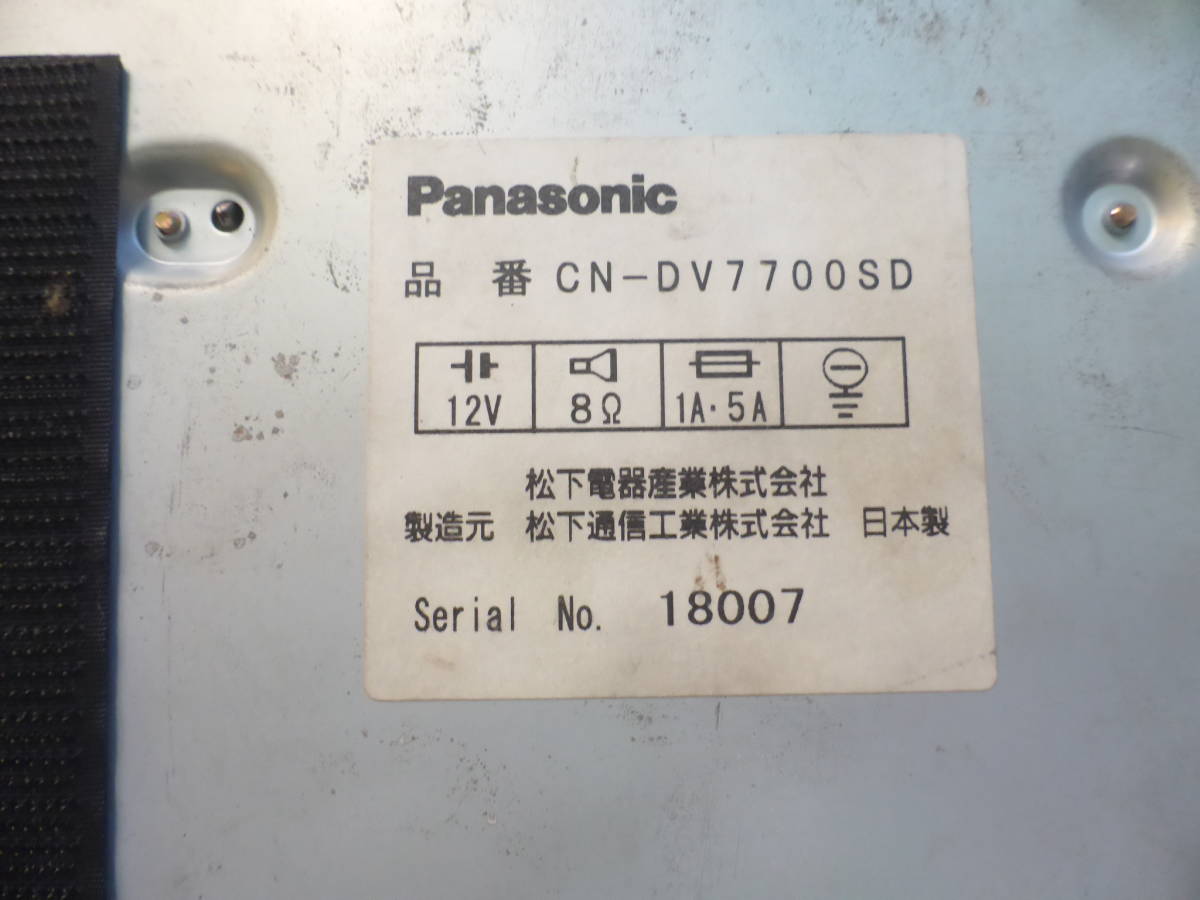 Panasonic
品 番 CN-DV7700SD
12V 8Ω 1A・5A
松下電器産業株式会社
製造元 松下通信工業株式会社 日本製
Serial No. 18007